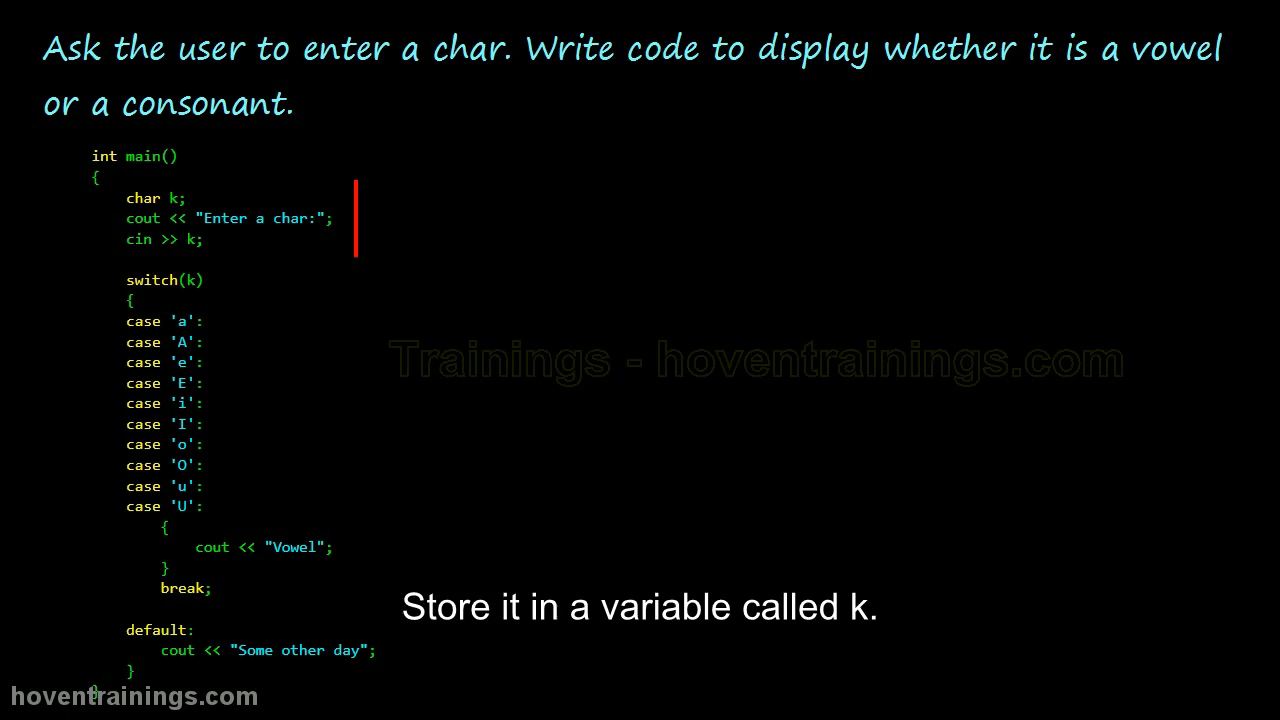 Ask the user to enter a char. Write code to display whether it is a vowel
or a consonant.
int main()
{
char k;
cout << "Enter a char:";
cin >> k;
switch(k)
{
case 'a':
case 'A':
case 'e':
case 'E':
case 'i':
case 'I':
case 'o':
case 'O':
case 'u':
case 'U':
{
cout << "Vowel";
}
break;
default:
cout << "Some other day";
}
}
Trainings - hoventrainings.com
Store it in a variable called k.
hoventrainings.com